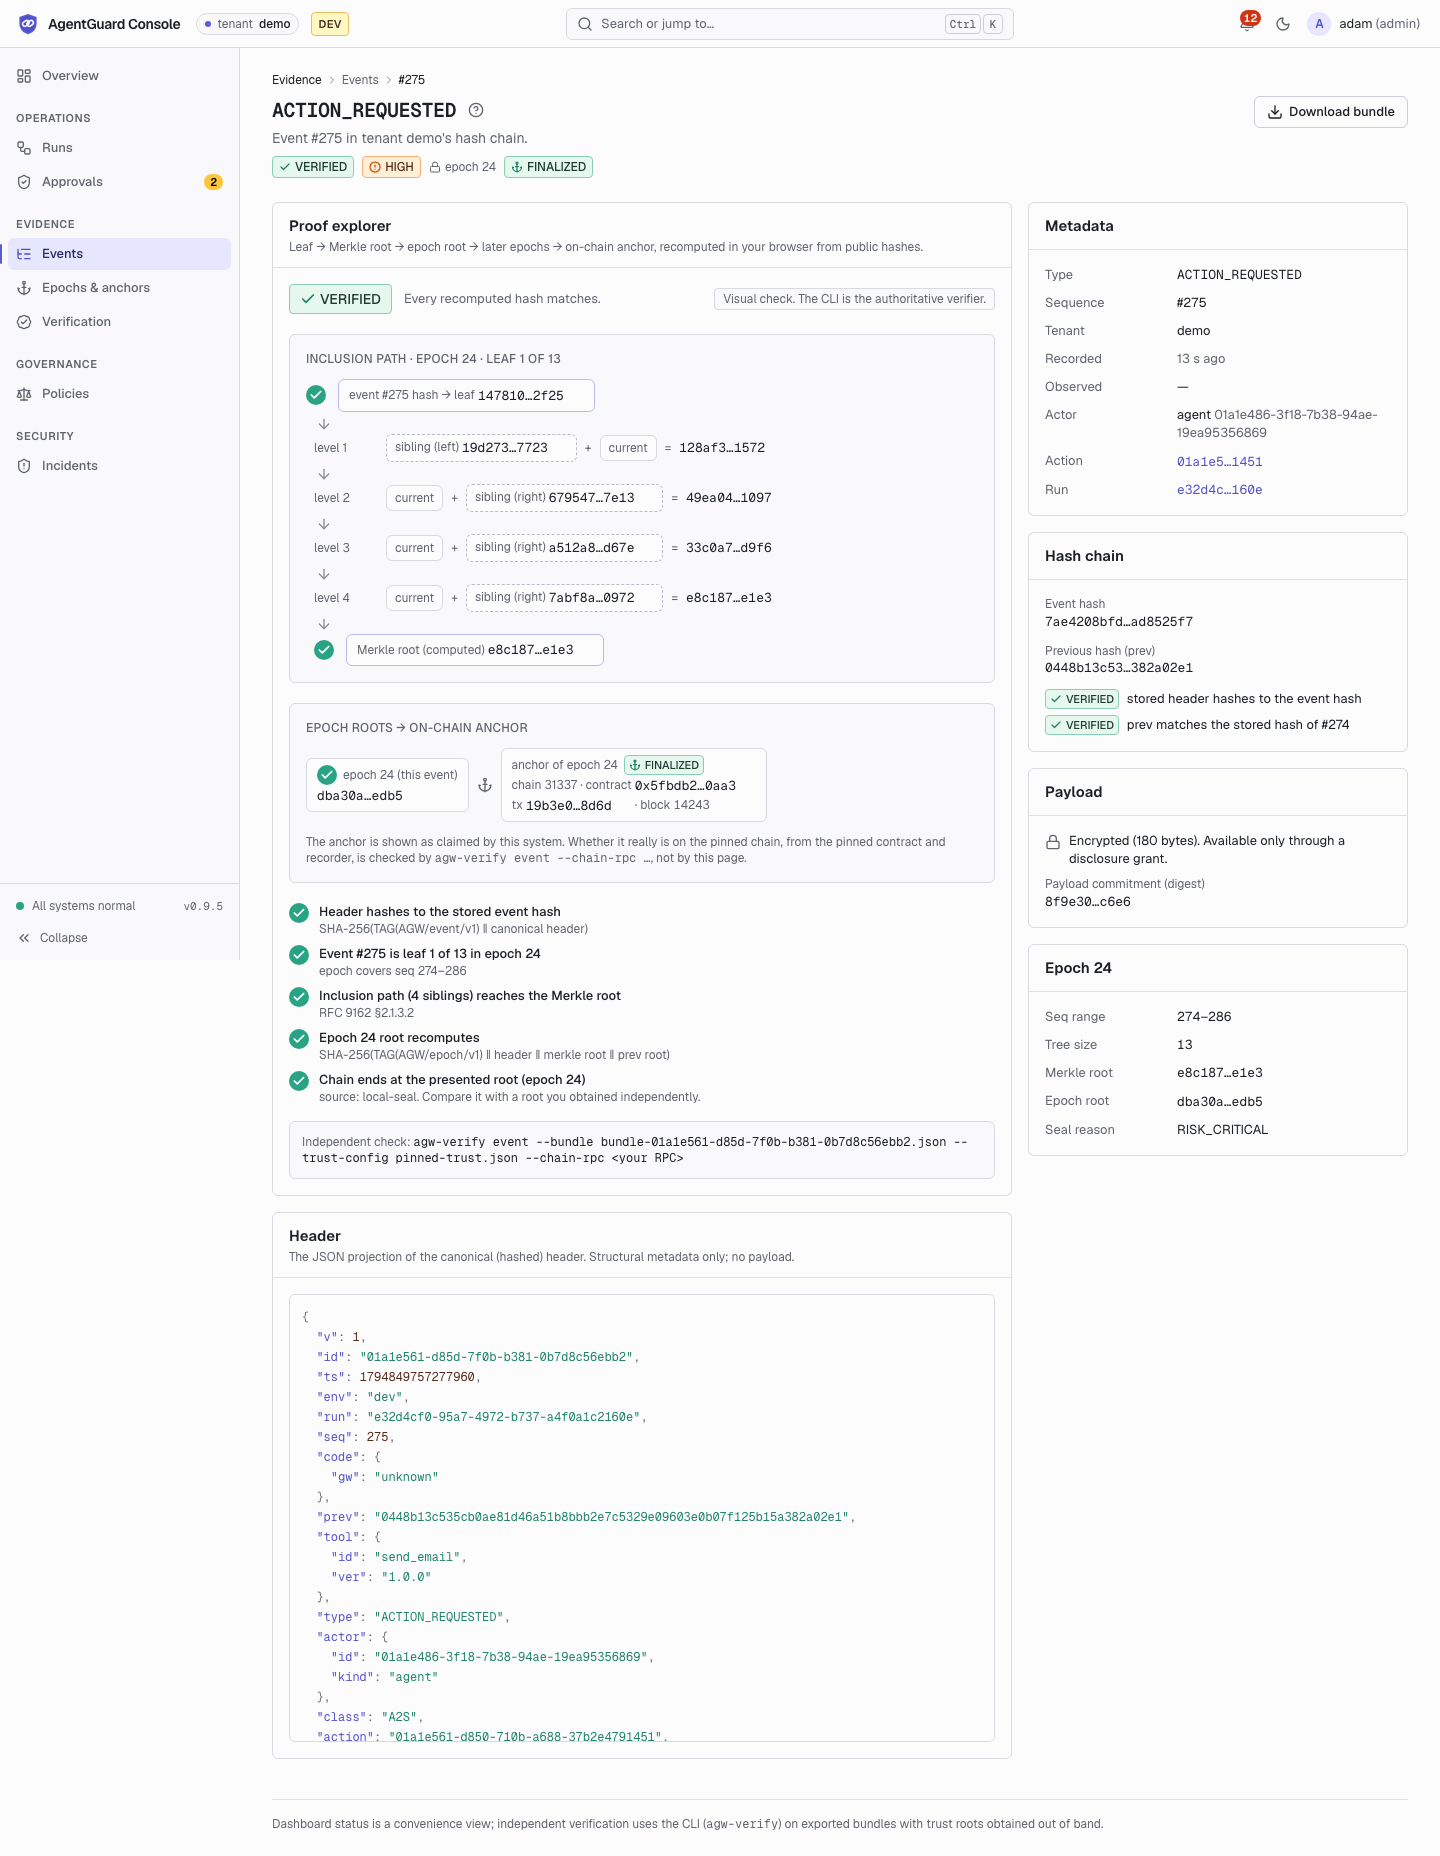 AgentGuard Console
tenant demo
DEV
Search or jump to...
Ctrl K
12
A
adam (admin)
Overview
OPERATIONS
Runs
Approvals
2
EVIDENCE
Events
Epochs & anchors
Verification
GOVERNANCE
Policies
SECURITY
Incidents
All systems normal
v0.9.5
Collapse
Evidence > Events > #275
ACTION_REQUESTED
Event #275 in tenant demo's hash chain.
VERIFIED
HIGH
epoch 24
FINALIZED
Download bundle
Proof explorer
Leaf → Merkle root → epoch root → later epochs → on-chain anchor, recomputed in your browser from public hashes.
VERIFIED
Every recomputed hash matches.
Visual check. The CLI is the authoritative verifier.
INCLUSION PATH · EPOCH 24 · LEAF 1 OF 13
event #275 hash → leaf 147810…2f25
level 1 sibling (left) 19d273…7723 + current = 128af3…1572
level 2 current + sibling (right) 679547…7e13 = 49ea04…1097
level 3 current + sibling (right) a512a8…d67e = 33c0a7…d9f6
level 4 current + sibling (right) 7abf8a…0972 = e8c187…e1e3
Merkle root (computed) e8c187…e1e3
EPOCH ROOTS → ON-CHAIN ANCHOR
epoch 24 (this event)
dba30a…edb5
anchor of epoch 24 FINALIZED
chain 31337 · contract 0x5fbdb2…0aa3
tx 19b3e0…8d6d · block 14243
The anchor is shown as claimed by this system. Whether it really is on the pinned chain, from the pinned contract and
recorder, is checked by agw-verify event --chain-rpc …, not by this page.
Header hashes to the stored event hash
SHA-256(TAG(AGW/event/v1) ‖ canonical header)
Event #275 is leaf 1 of 13 in epoch 24
epoch covers seq 274–286
Inclusion path (4 siblings) reaches the Merkle root
RFC 9162 §2.1.3.2
Epoch 24 root recomputes
SHA-256(TAG(AGW/epoch/v1) ‖ header ‖ merkle root ‖ prev root)
Chain ends at the presented root (epoch 24)
source: local-seal. Compare it with a root you obtained independently.
Independent check: agw-verify event --bundle bundle-01a1e561-d85d-7f0b-b381-0b7d8c56ebb2.json --
trust-config pinned-trust.json --chain-rpc <your RPC>
Header
The JSON projection of the canonical (hashed) header. Structural metadata only; no payload.
{
"v": 1,
"id": "01a1e561-d85d-7f0b-b381-0b7d8c56ebb2",
"ts": 1794849757277960,
"env": "dev",
"run": "e32d4cf0-95a7-4972-b737-a4f0a1c2160e",
"seq": 275,
"code": {
"gw": "unknown"
},
"prev": "0448b13c535cb0ae81d46a51b8bbb2e7c5329e09603e0b07f125b15a382a02e1",
"tool": {
"id": "send_email",
"ver": "1.0.0"
},
"type": "ACTION_REQUESTED",
"actor": {
"id": "01a1e486-3f18-7b38-94ae-19ea95356869",
"kind": "agent"
},
"class": "A2S",
"action": "01a1e561-d850-710b-a688-37b2e4791451",
Metadata
Type ACTION_REQUESTED
Sequence #275
Tenant demo
Recorded 13 s ago
Observed —
Actor agent 01a1e486-3f18-7b38-94ae-
19ea95356869
Action 01a1e5…1451
Run e32d4c…160e
Hash chain
Event hash
7ae4208bfd…ad8525f7
Previous hash (prev)
0448b13c53…382a02e1
VERIFIED stored header hashes to the event hash
VERIFIED prev matches the stored hash of #274
Payload
Encrypted (180 bytes). Available only through a
disclosure grant.
Payload commitment (digest)
8f9e30…c6e6
Epoch 24
Seq range 274–286
Tree size 13
Merkle root e8c187…e1e3
Epoch root dba30a…edb5
Seal reason RISK_CRITICAL
Dashboard status is a convenience view; independent verification uses the CLI (agw-verify) on exported bundles with trust roots obtained out of band.